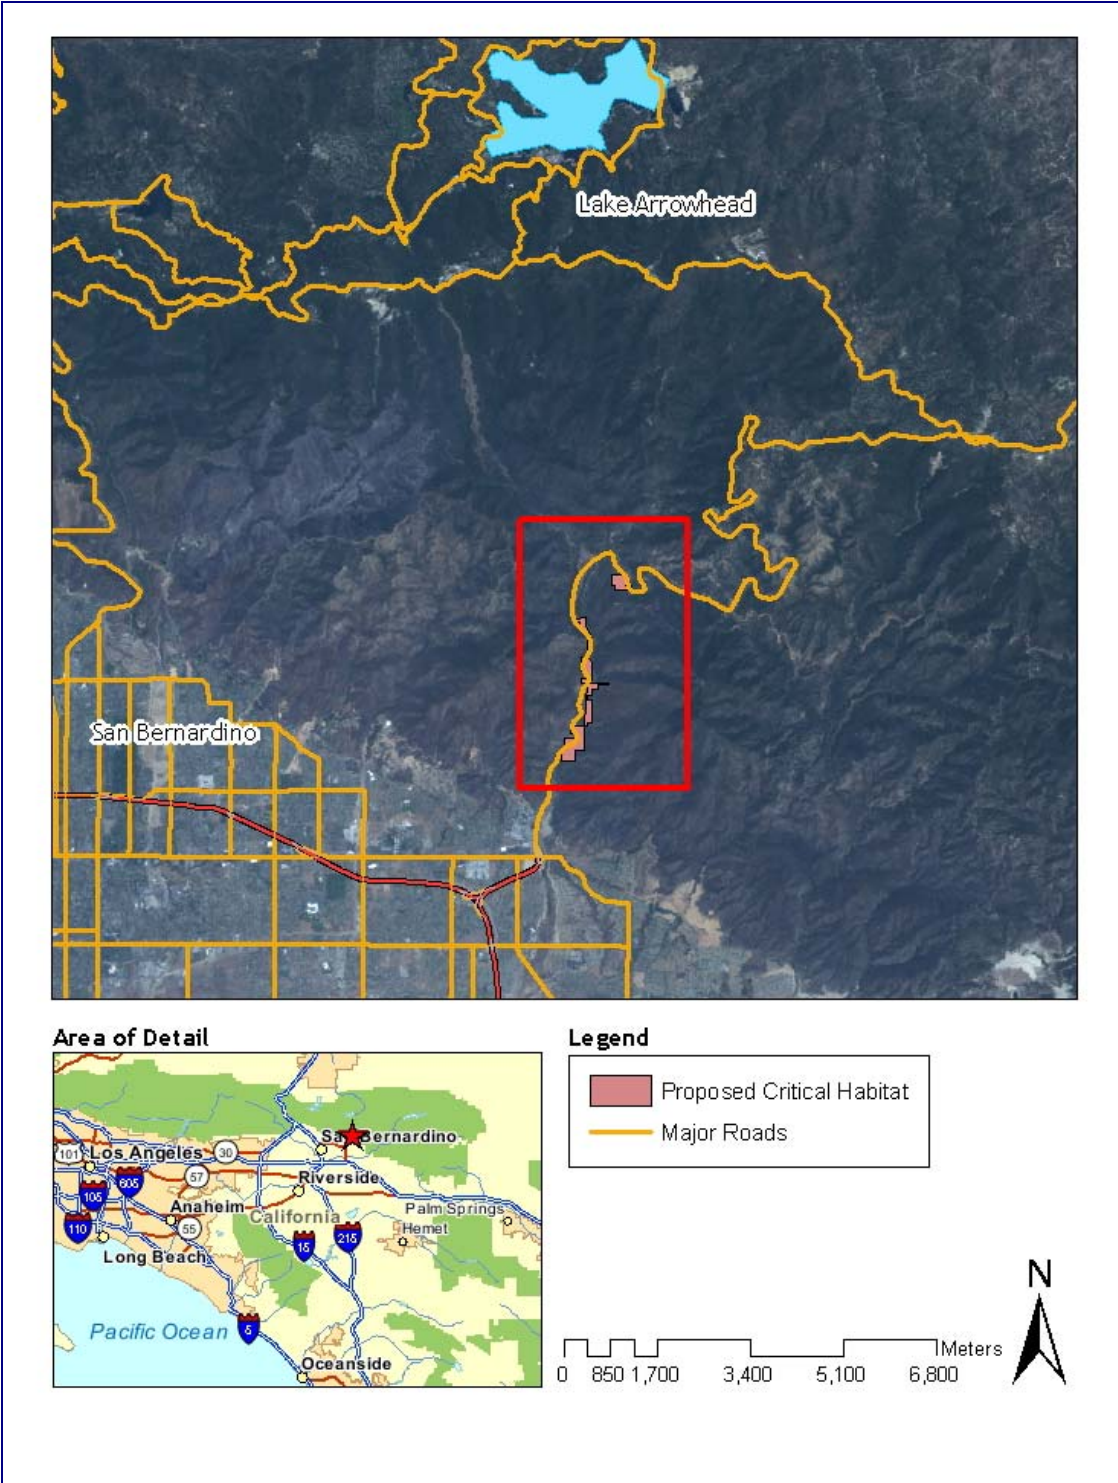 Lake Arrowhead
San Bernardino
Area of Detail
Legend
Proposed Critical Habitat
Major Roads
San Bernardino
101
Los Angeles
30
605
57
Riverside
105
Anaheim
California
Palm Springs
110
55
Hemet
15
215
Long Beach
Pacific Ocean
5
Oceanside
N
Meters
0 850 1,700 3,400 5,100 6,800